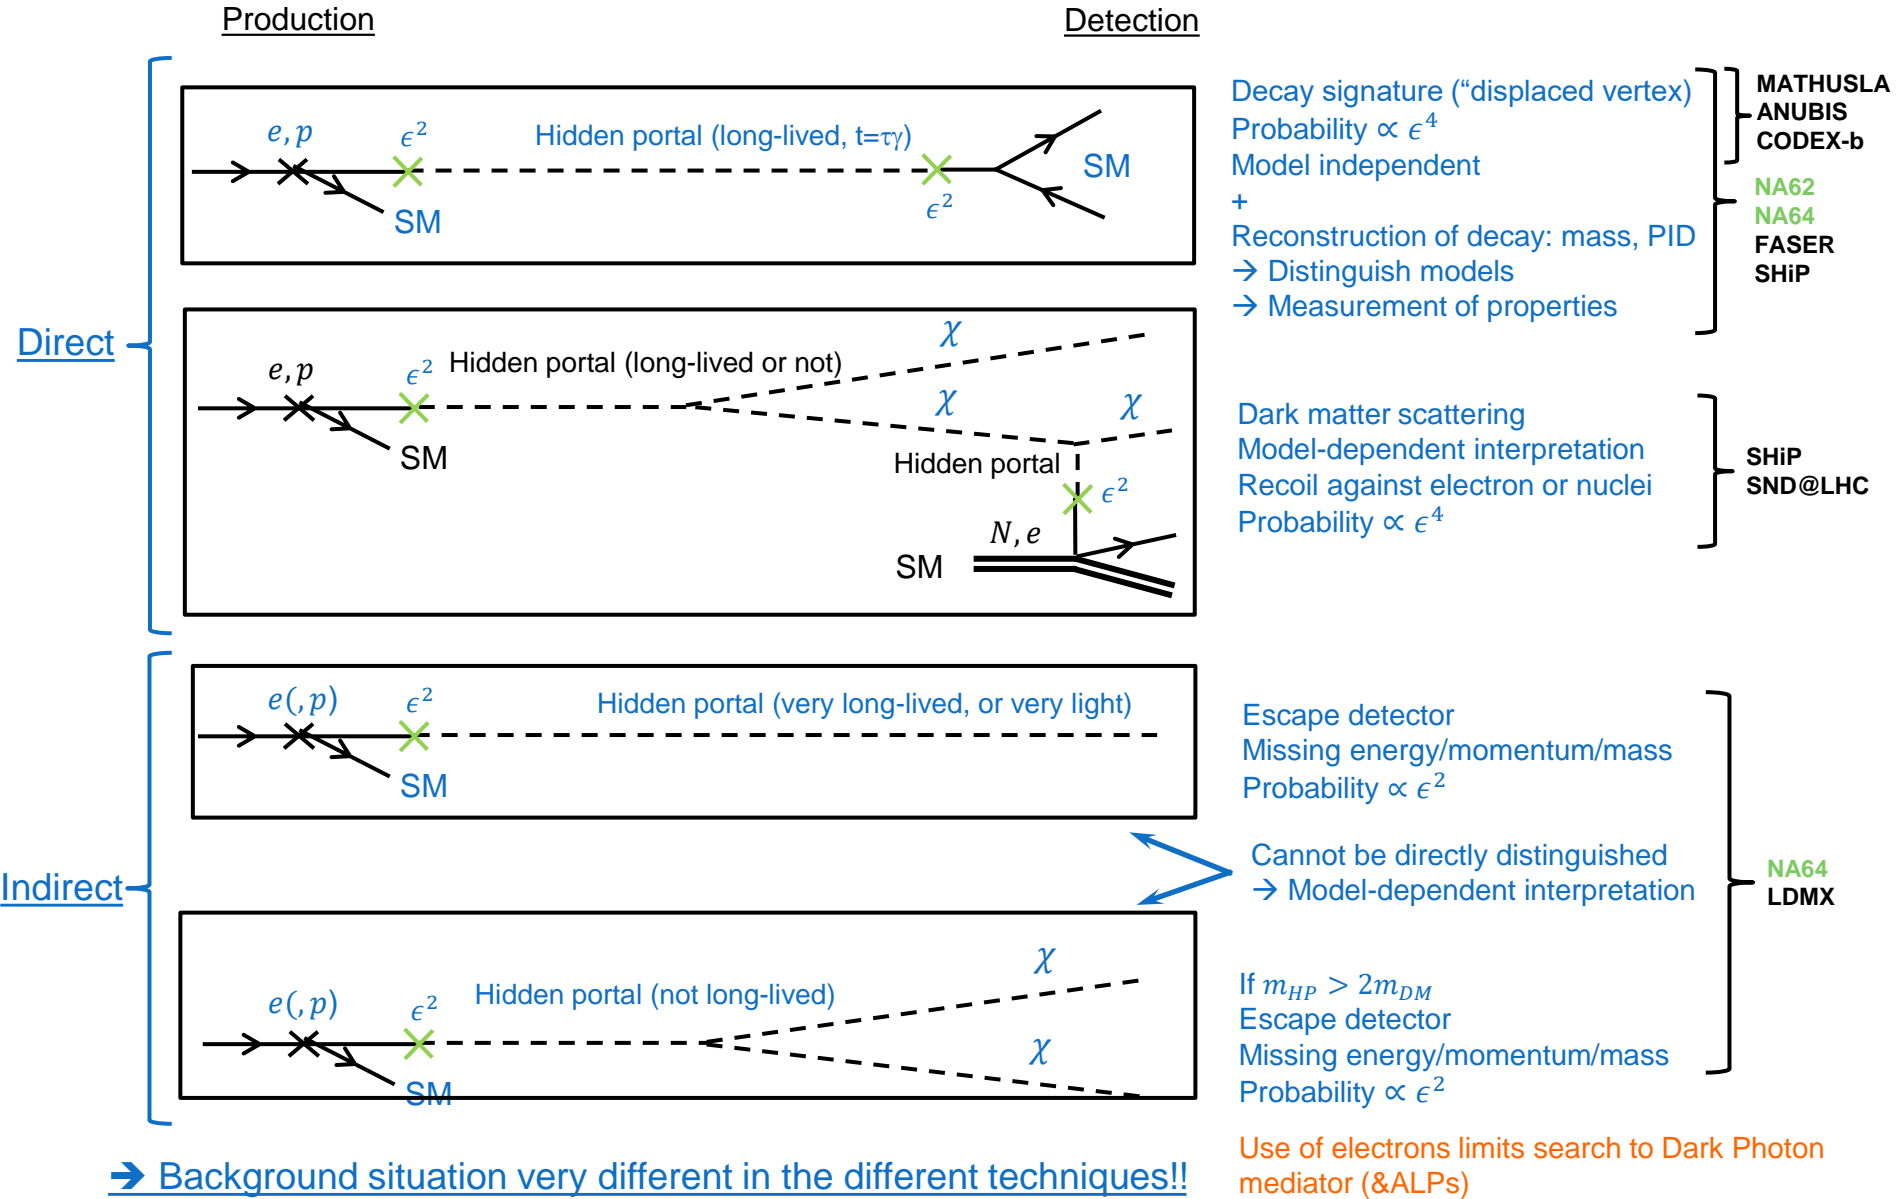 Production
Detection
Direct
e, p
ϵ²
Hidden portal (long-lived, t=τγ)
SM
ϵ²
SM
Decay signature (“displaced vertex)
Probability ∝ ϵ⁴
Model independent
+
Reconstruction of decay: mass, PID
→ Distinguish models
→ Measurement of properties
MATHUSLA
ANUBIS
CODEX-b
NA62
NA64
FASER
SHiP
e, p
ϵ²
Hidden portal (long-lived or not)
χ
χ
χ
SM
Hidden portal
ϵ²
N, e
SM
Dark matter scattering
Model-dependent interpretation
Recoil against electron or nuclei
Probability ∝ ϵ⁴
SHiP
SND@LHC
Indirect
e(, p)
ϵ²
Hidden portal (very long-lived, or very light)
SM
Escape detector
Missing energy/momentum/mass
Probability ∝ ϵ²
Cannot be directly distinguished
→ Model-dependent interpretation
NA64
LDMX
e(, p)
ϵ²
Hidden portal (not long-lived)
χ
χ
SM
If m_HP > 2m_DM
Escape detector
Missing energy/momentum/mass
Probability ∝ ϵ²
➔ Background situation very different in the different techniques!!
Use of electrons limits search to Dark Photon
mediator (&ALPs)